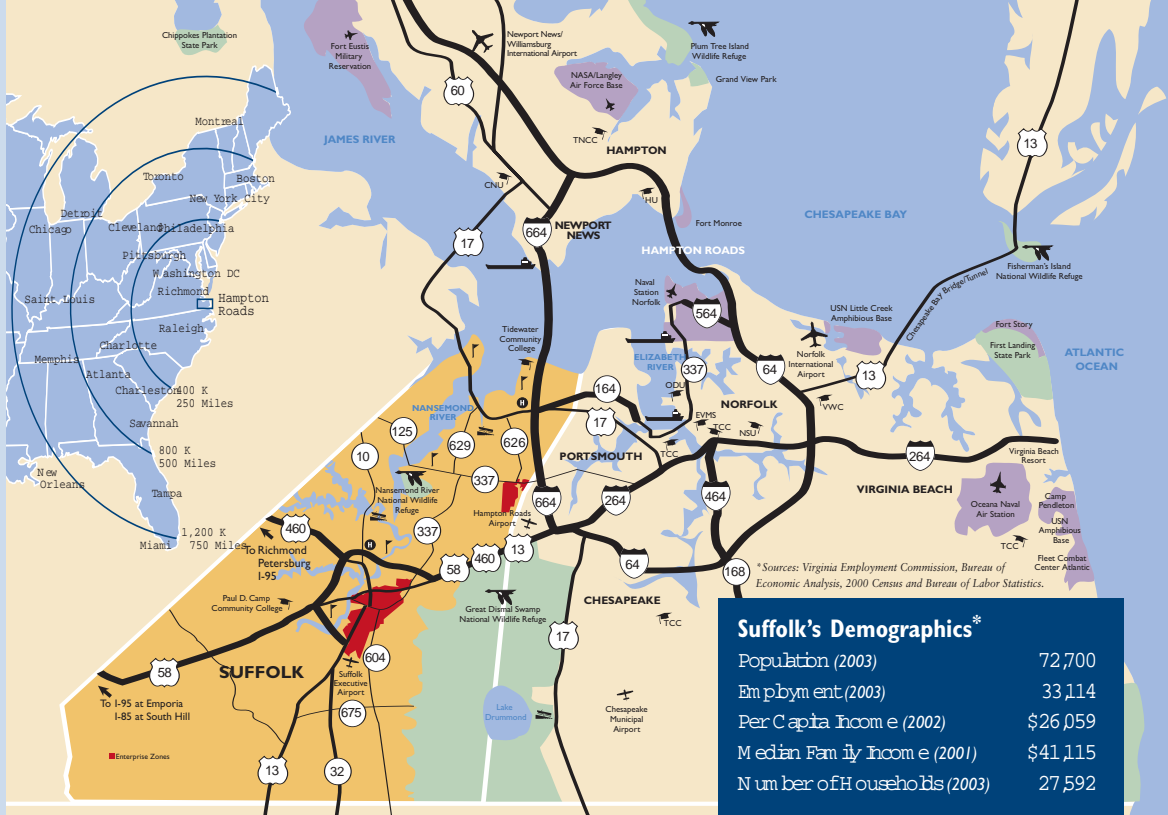 Chippokes Plantation
State Park
Fort Eustis
Military
Reservation
Newport News/
Williamsburg
International Airport
60
NASA/Langley
Air Force Base
Plum Tree Island
Wildlife Refuge
Grand View Park
JAMES RIVER
TNCC
HAMPTON
13
CNU
HU
Fort Monroe
CHESAPEAKE BAY
17
664
NEWPORT
NEWS
HAMPTON ROADS
Fisherman's Island
National Wildlife Refuge
Chesapeake Bay Bridge/Tunnel
Montreal
Toronto
Boston
New York City
Detroit
Chicago
Cleveland
Philadelphia
Pittsburgh
Washington DC
Richmond
Saint Louis
Hampton
Roads
Raleigh
Charlotte
Memphis
Atlanta
Charleston
400 K
250 Miles
Savannah
800 K
500 Miles
New
Orleans
Tampa
1,200 K
750 Miles
Miami
Naval
Station
Norfolk
564
USN Little Creek
Amphibious Base
Fort Story
First Landing
State Park
ATLANTIC
OCEAN
Tidewater
Community
College
ELIZABETH
RIVER
337
64
Norfolk
International
Airport
13
ODU
164
NANSEMOND
RIVER
H
17
NORFOLK
VWC
EVMS
TCC
NSU
125
629
626
10
PORTSMOUTH
TCC
264
Virginia Beach
Resort
337
Nansemond River
National Wildlife
Refuge
664
264
464
VIRGINIA BEACH
Oceana Naval
Air Station
Camp
Pendleton
USN
Amphibious
Base
TCC
Fleet Combat
Center Atlantic
Hampton Roads
Airport
460
337
H
To Richmond
Petersburg
I-95
58
460
13
64
168
*Sources: Virginia Employment Commission, Bureau of
Economic Analysis, 2000 Census and Bureau of Labor Statistics.
Paul D. Camp
Community College
Great Dismal Swamp
National Wildlife Refuge
CHESAPEAKE
TCC
17
58
SUFFOLK
604
Suffolk
Executive
Airport
To I-95 at Emporia
I-85 at South Hill
675
Lake
Drummond
Chesapeake
Municipal
Airport
Enterprise Zones
13
32
Suffolk's Demographics*
Population (2003) 72,700
Employment (2003) 33,114
Per Capita Income (2002) $26,059
Median Family Income (2001) $41,115
Number of Households (2003) 27,592